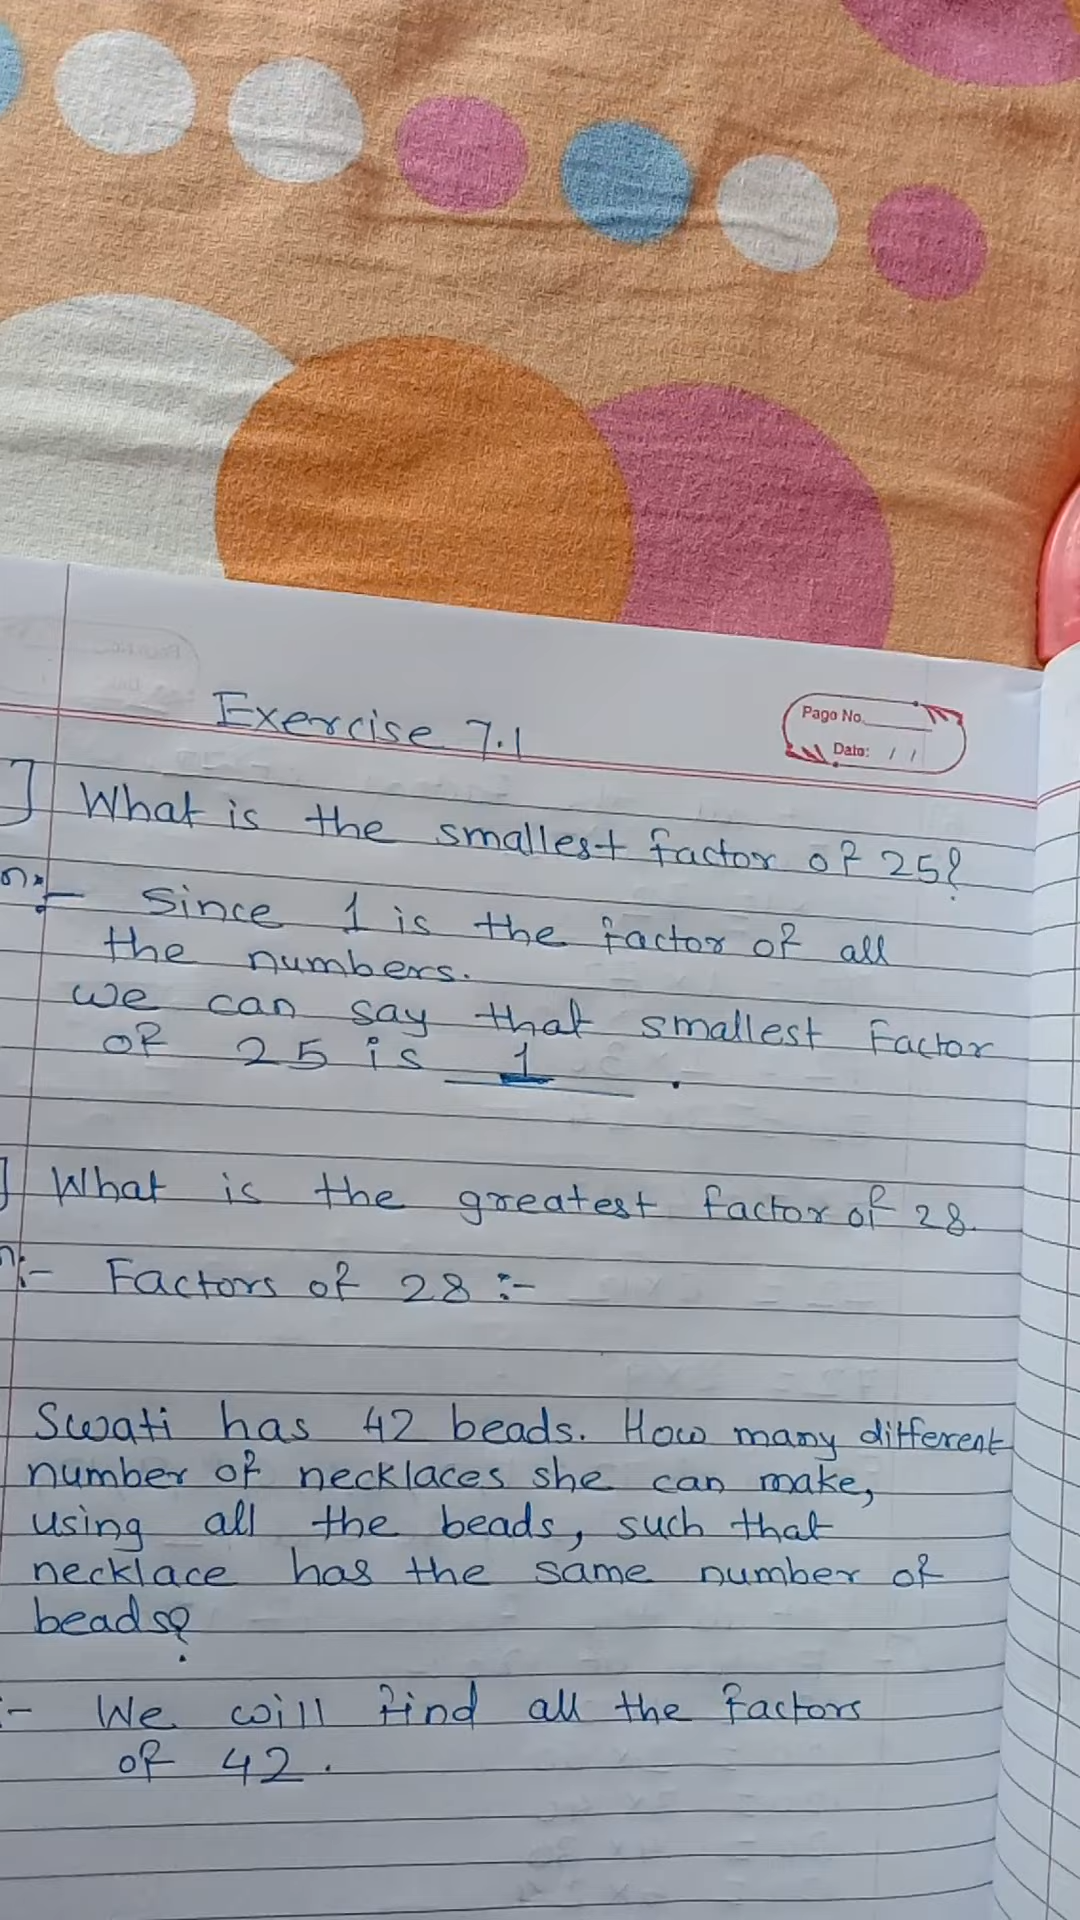 Exercise 7.1
Page No.
Date: / /
] What is the smallest factor of 25?
n:- Since 1 is the factor of all
the numbers.
we can say that smallest Factor
of 25 is 1 .
] What is the greatest factor of 28.
n:- Factors of 28 :-
Swati has 42 beads. How many different
number of necklaces she can make,
using all the beads, such that
necklace has the same number of
beads?
:- We will find all the factors
of 42.